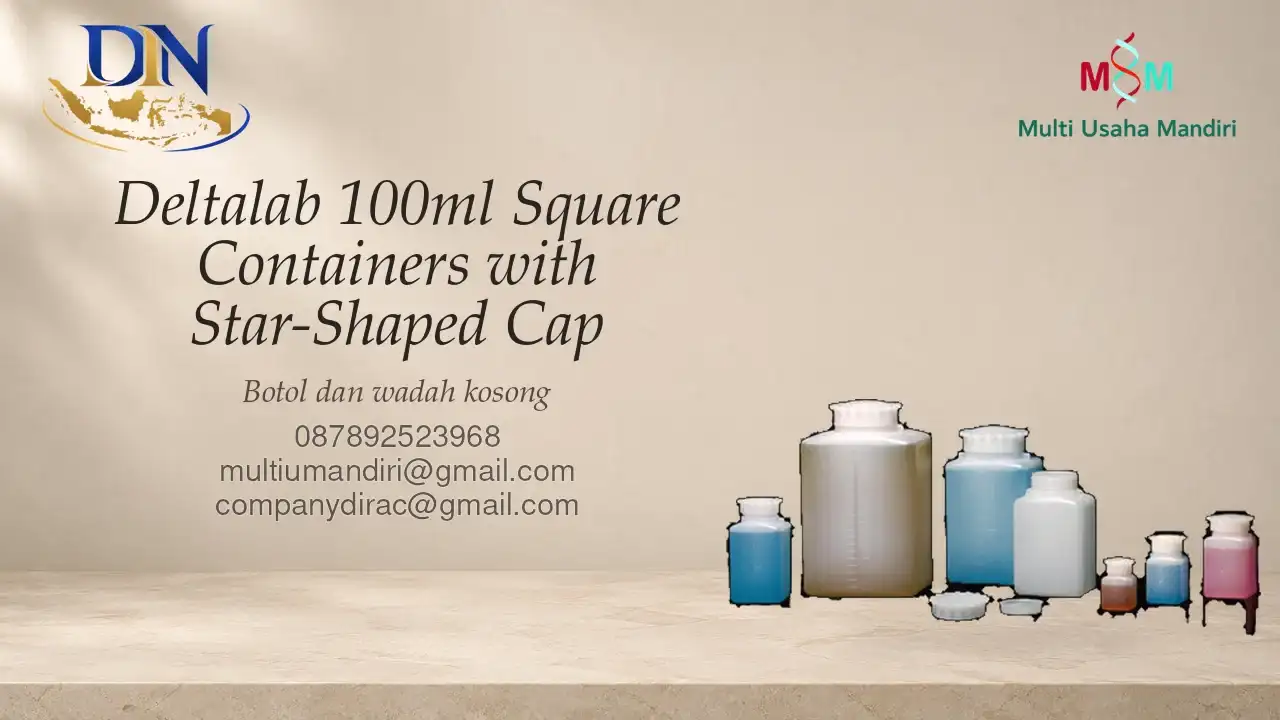 DN
MSM
Multi Usaha Mandiri
Deltalab 100ml Square
Containers with
Star-Shaped Cap
Botol dan wadah kosong
087892523968
multiumandiri@gmail.com
companydirac@gmail.com